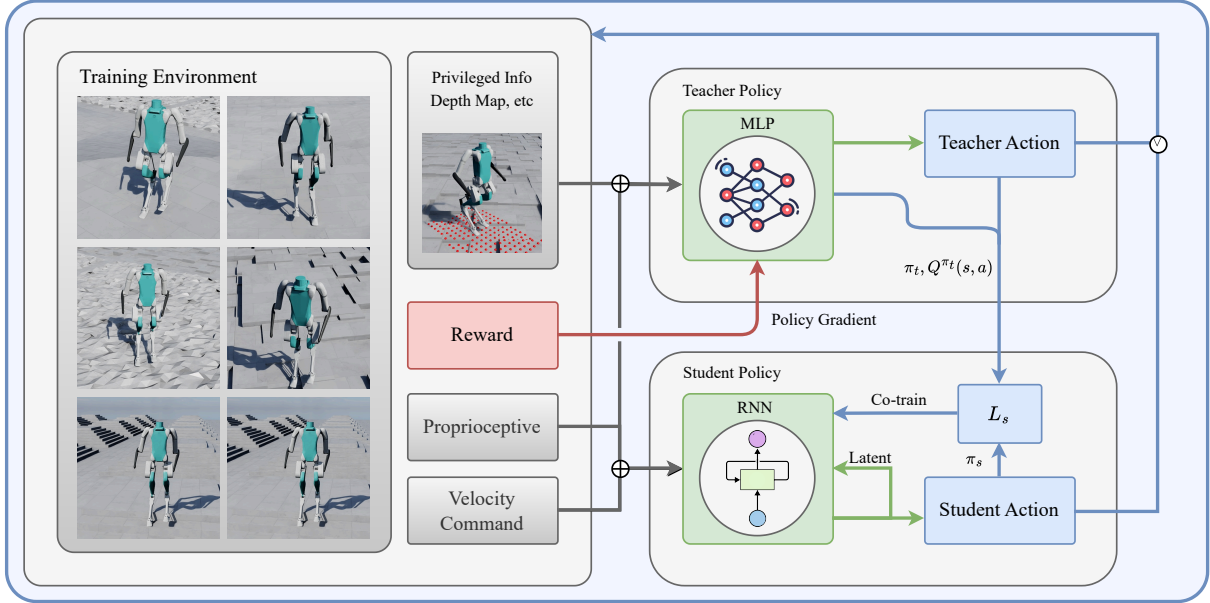 Training Environment
Privileged Info
Depth Map, etc
Reward
Proprioceptive
Velocity
Command
Teacher Policy
MLP
Teacher Action
π_t, Q^{π_t}(s, a)
Policy Gradient
Student Policy
RNN
Co-train
L_s
Latent
π_s
Student Action